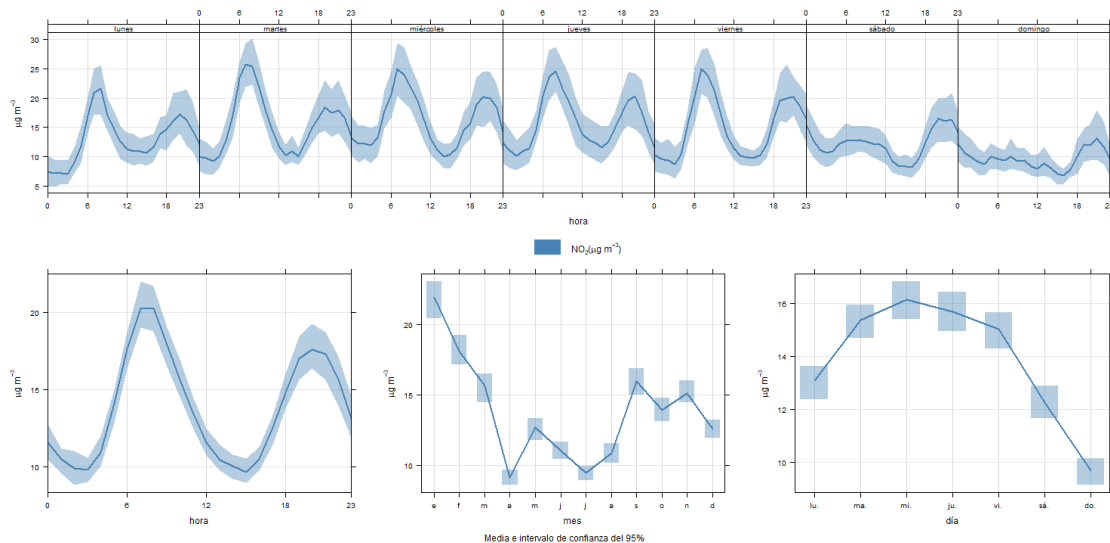 0 6 12 18 23 0 6 12 18 23 0 6 12 18 23
lunes martes miércoles jueves viernes sábado domingo
30
25
20
15
10
5
μg m⁻³
0 6 12 18 23 0 6 12 18 23 0 6 12 18 23 0 6 12 18 23
hora
NO₂(μg m⁻³)
20
15
10
μg m⁻³
0 6 12 18 23
hora
20
15
10
μg m⁻³
e f m a m j j a s o n d
mes
16
14
12
10
μg m⁻³
lu. ma. mi. ju. vi. sá. do.
día
Media e intervalo de confianza del 95%